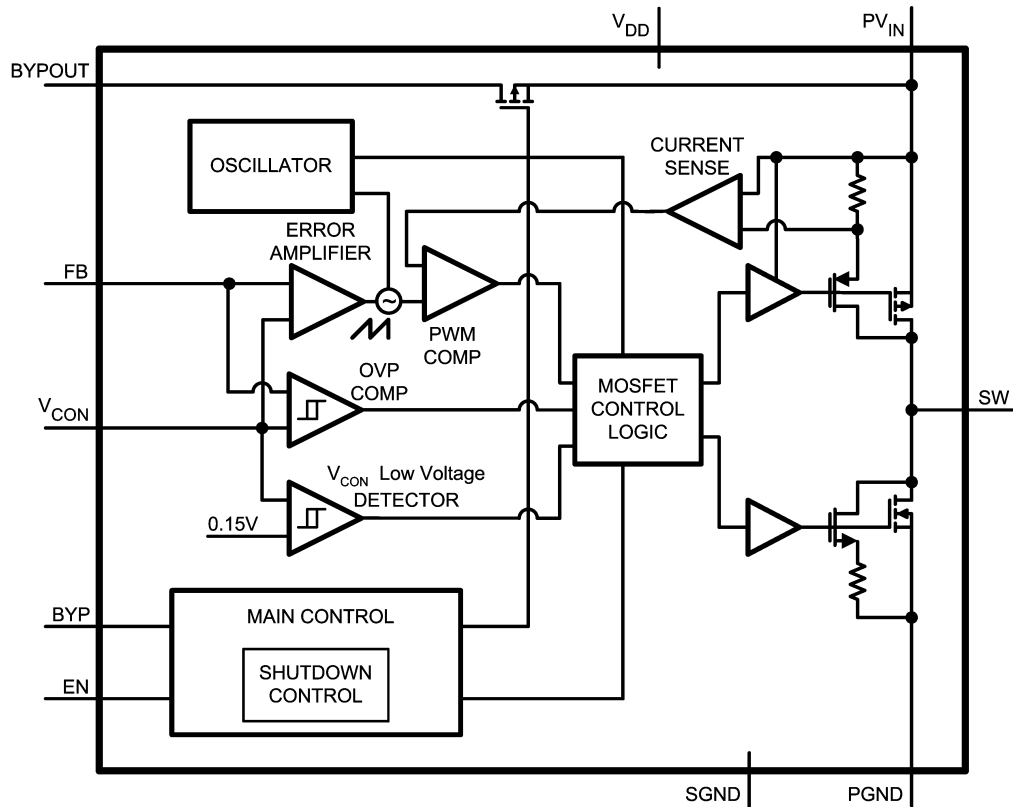 VDD
PVIN
BYPOUT
OSCILLATOR
CURRENT
SENSE
ERROR
AMPLIFIER
FB
~
PWM
COMP
OVP
COMP
MOSFET
CONTROL
LOGIC
VCON
SW
VCON Low Voltage
DETECTOR
0.15V
BYP
MAIN CONTROL
SHUTDOWN
CONTROL
EN
SGND
PGND